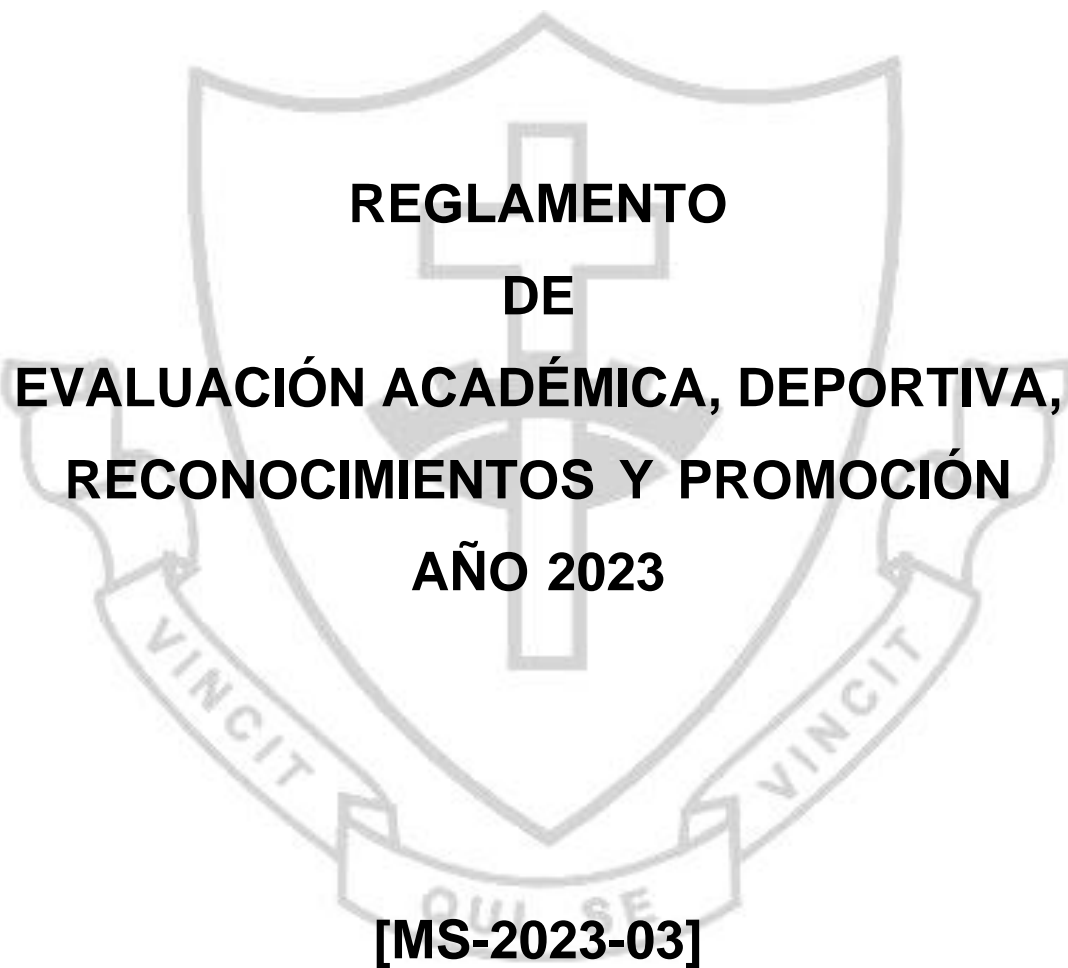 REGLAMENTO
DE
EVALUACIÓN ACADÉMICA, DEPORTIVA,
RECONOCIMIENTOS Y PROMOCIÓN
AÑO 2023
VINCIT
QUI SE
VINCIT
[MS-2023-03]